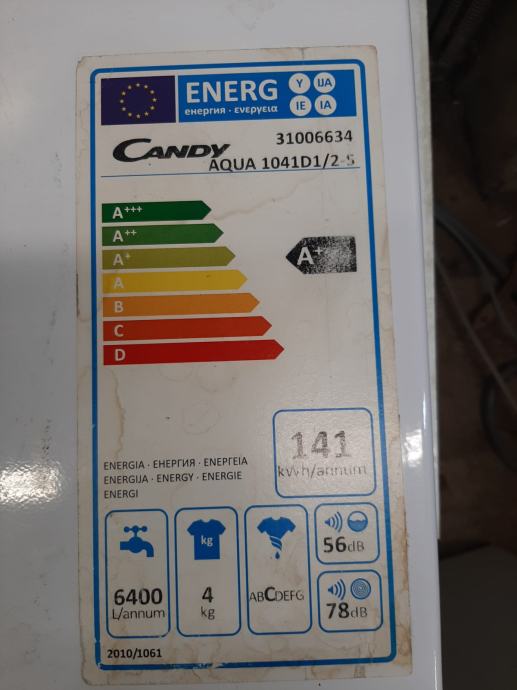 ENERG Y IJA
енергия · ενεργεια IE IA
CANDY 31006634
AQUA 1041D1/2-S
A+++
A++
A+ A+
A
B
C
D
141
kWh/annum
ENERGIA · ЕНЕРГИЯ · ΕΝΕΡΓΕΙΑ
ENERGIJA · ENERGY · ENERGIE
ENERGI
kg
6400
L/annum
4
kg
ABCDEFG
56dB
78dB
2010/1061